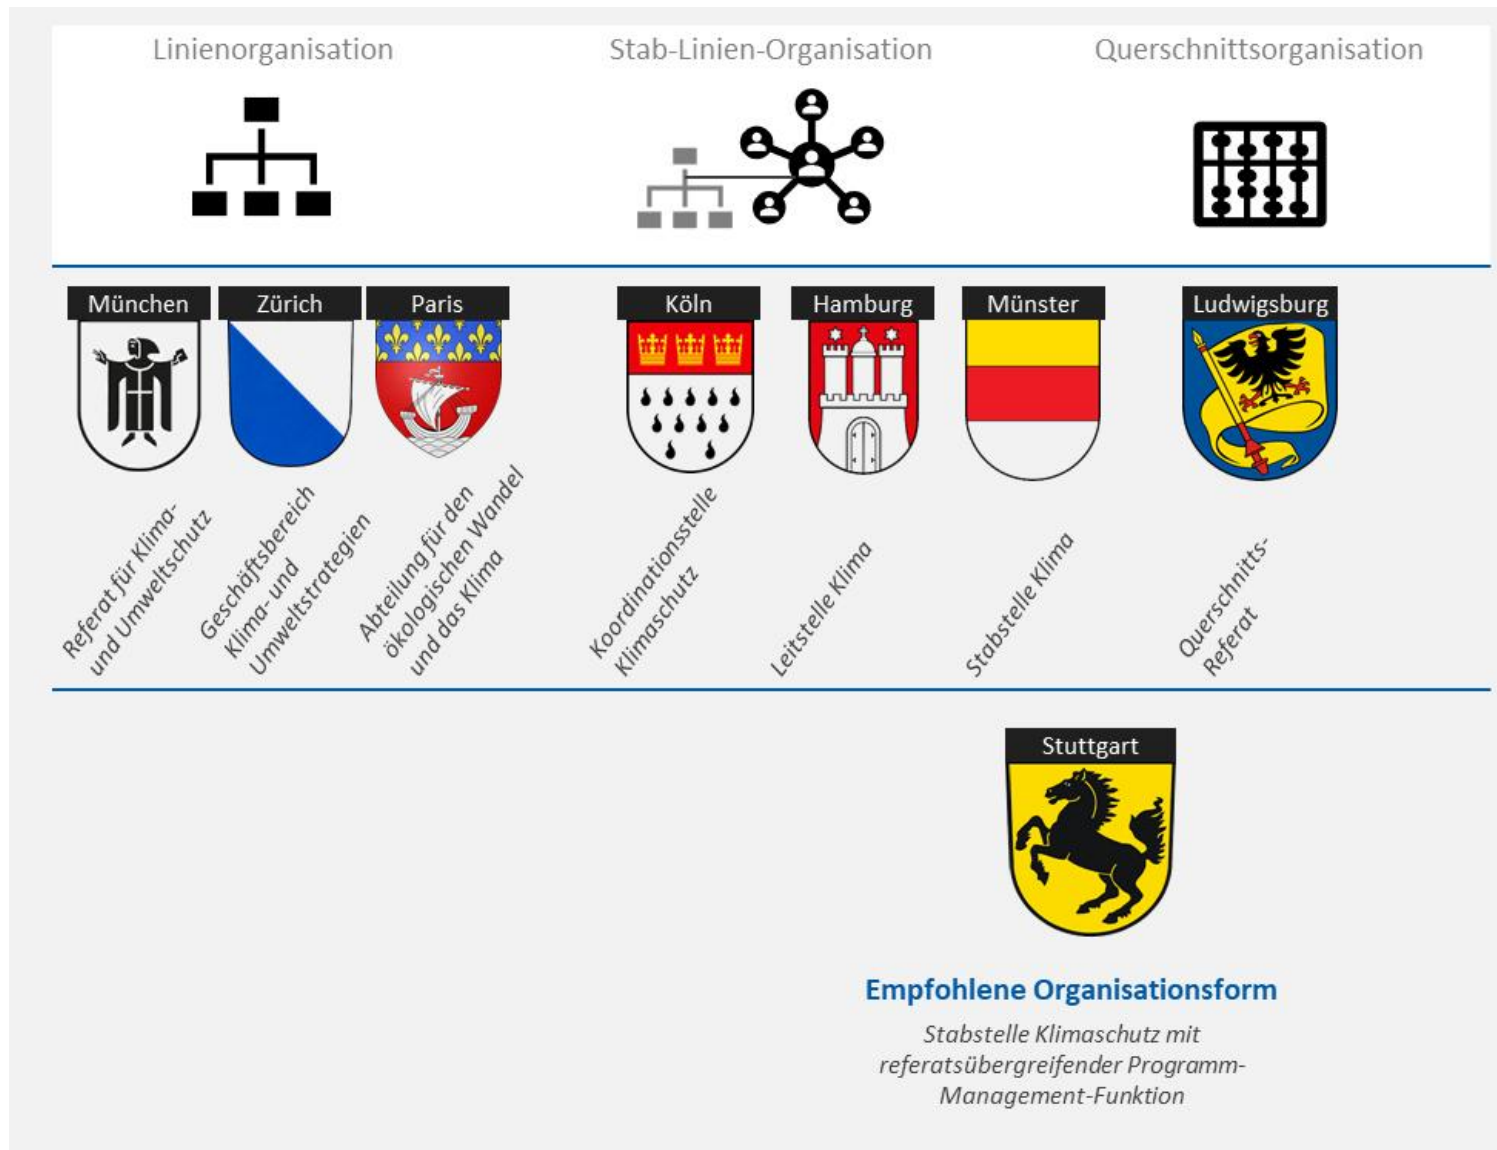 Linienorganisation
Stab-Linien-Organisation
Querschnittsorganisation
München
Zürich
Paris
Köln
Hamburg
Münster
Ludwigsburg
Referat für Klima-
und Umweltschutz
Geschäftsbereich
Klima- und
Umweltstrategien
Abteilung für den
ökologischen Wandel
und das Klima
Koordinationsstelle
Klimaschutz
Leitstelle Klima
Stabstelle Klima
Querschnitts-
Referat
Stuttgart
Empfohlene Organisationsform
Stabstelle Klimaschutz mit
referatsübergreifender Programm-
Management-Funktion